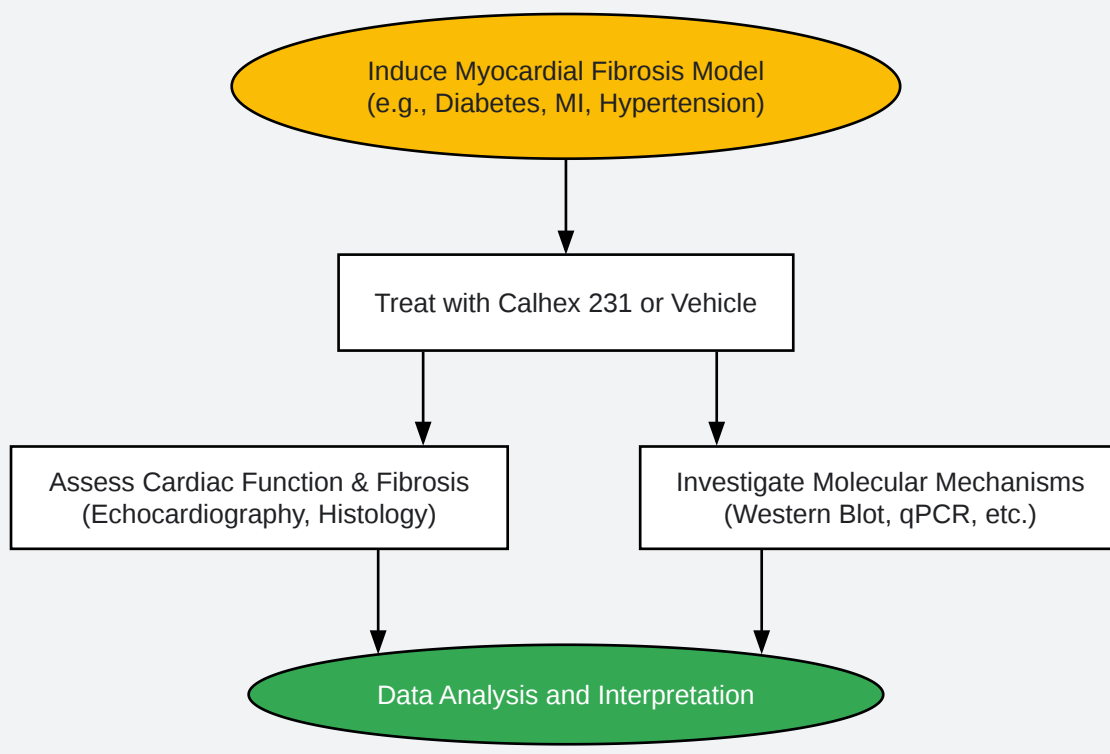 Induce Myocardial Fibrosis Model
(e.g., Diabetes, MI, Hypertension)
Treat with Calhex 231 or Vehicle
Assess Cardiac Function & Fibrosis
(Echocardiography, Histology)
Investigate Molecular Mechanisms
(Western Blot, qPCR, etc.)
Data Analysis and Interpretation